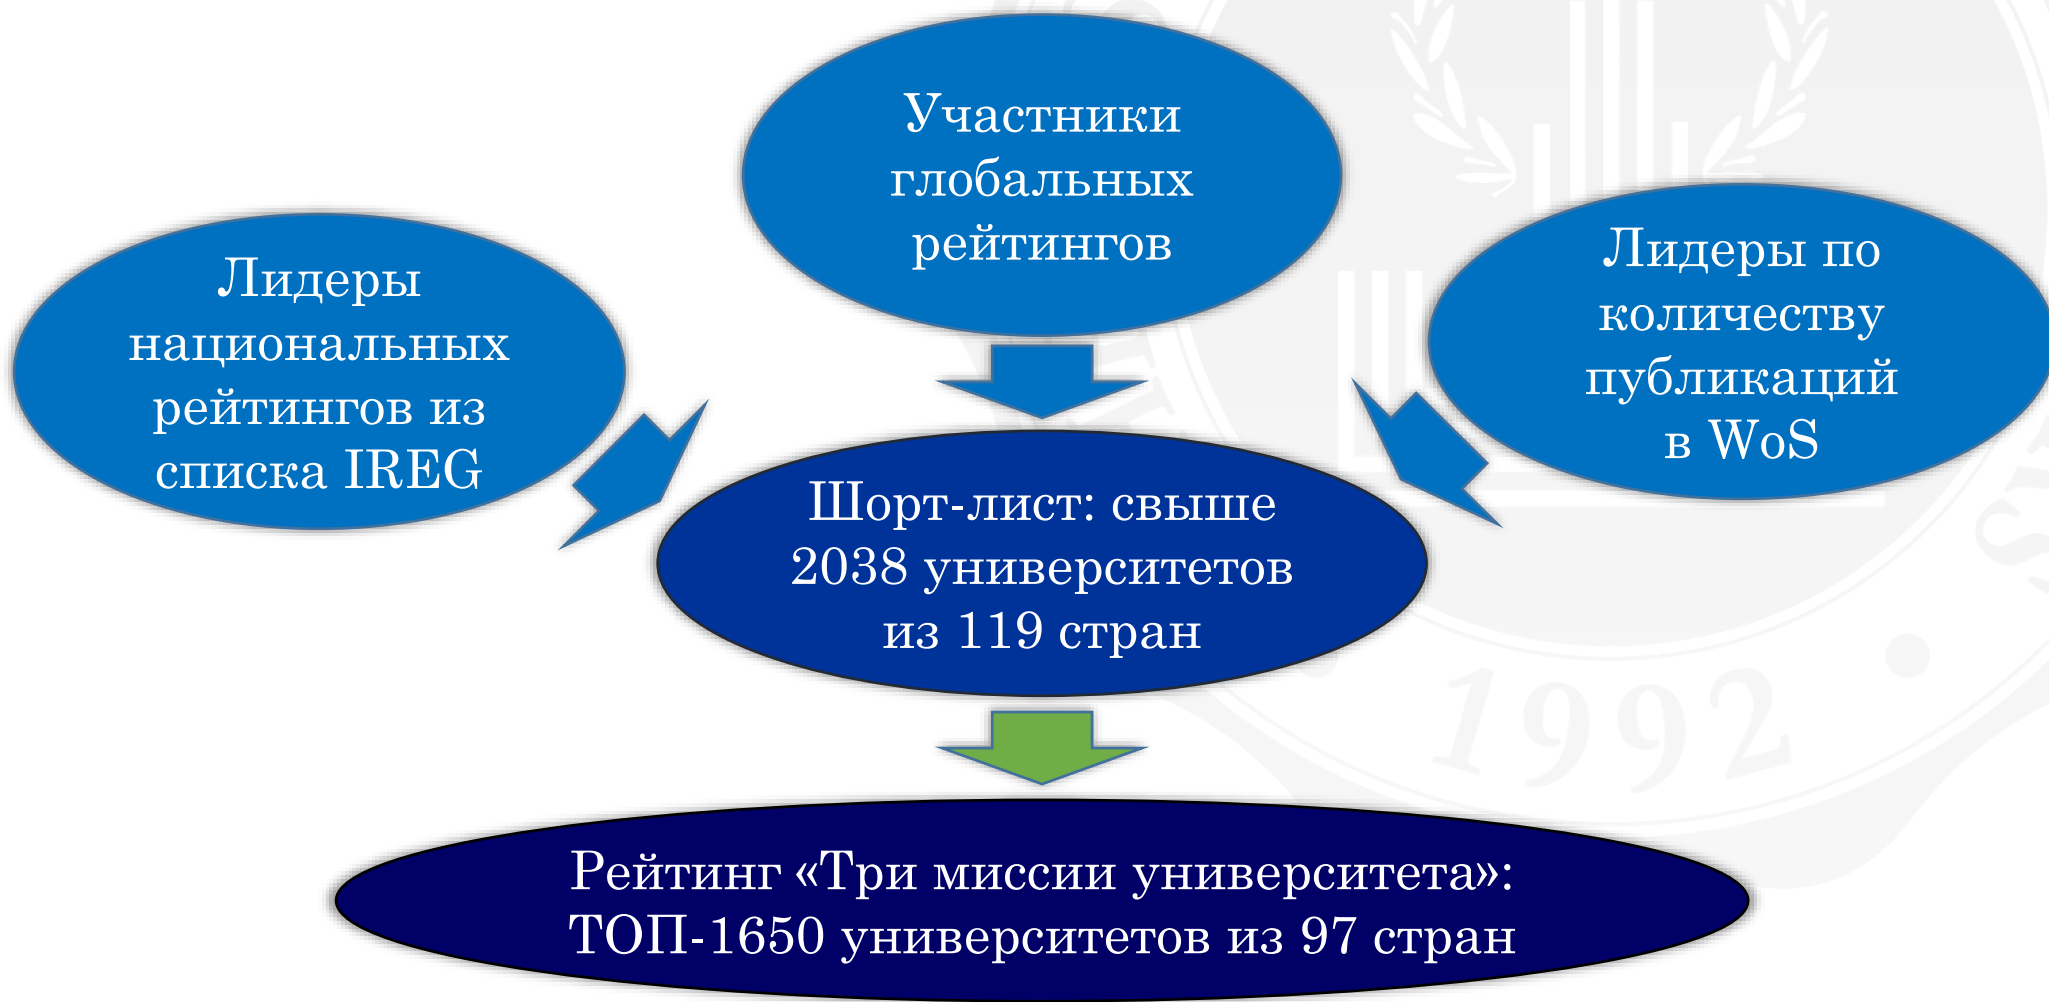 Участники
глобальных
рейтингов
Лидеры
национальных
рейтингов из
списка IREG
Лидеры по
количеству
публикаций
в WoS
Шорт-лист: свыше
2038 университетов
из 119 стран
Рейтинг «Три миссии университета»:
ТОП-1650 университетов из 97 стран
1992